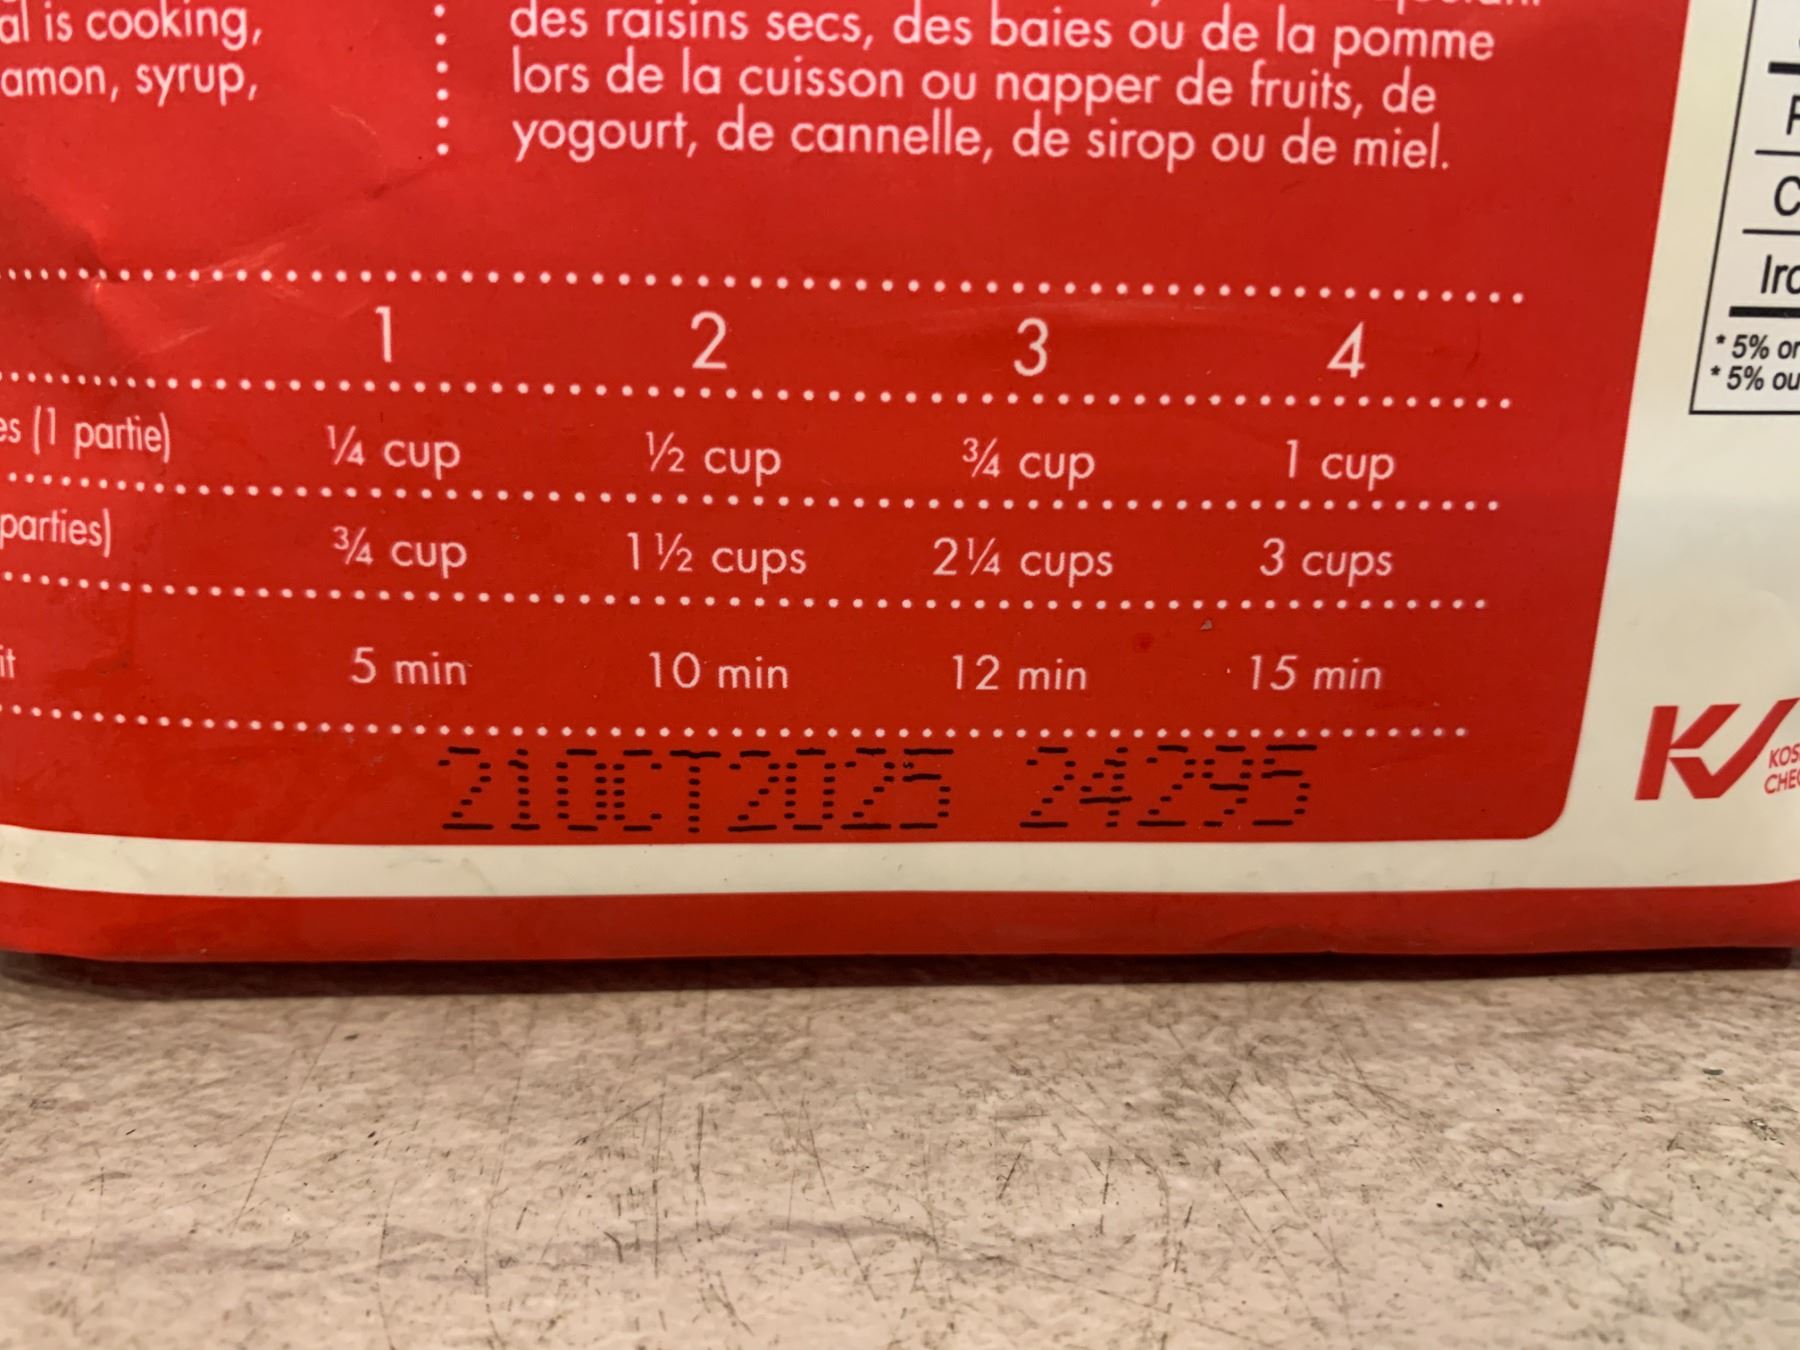 al is cooking,
amon, syrup,
des raisins secs, des baies ou de la pomme
lors de la cuisson ou napper de fruits, de
yogourt, de cannelle, de sirop ou de miel.
1 2 3 4
es (1 partie) ¼ cup ½ cup ¾ cup 1 cup
parties) ¾ cup 1½ cups 2¼ cups 3 cups
it 5 min 10 min 12 min 15 min
21OCT2025 24295
F
C
Iro
* 5% or
* 5% ou
K
KOS
CHEC